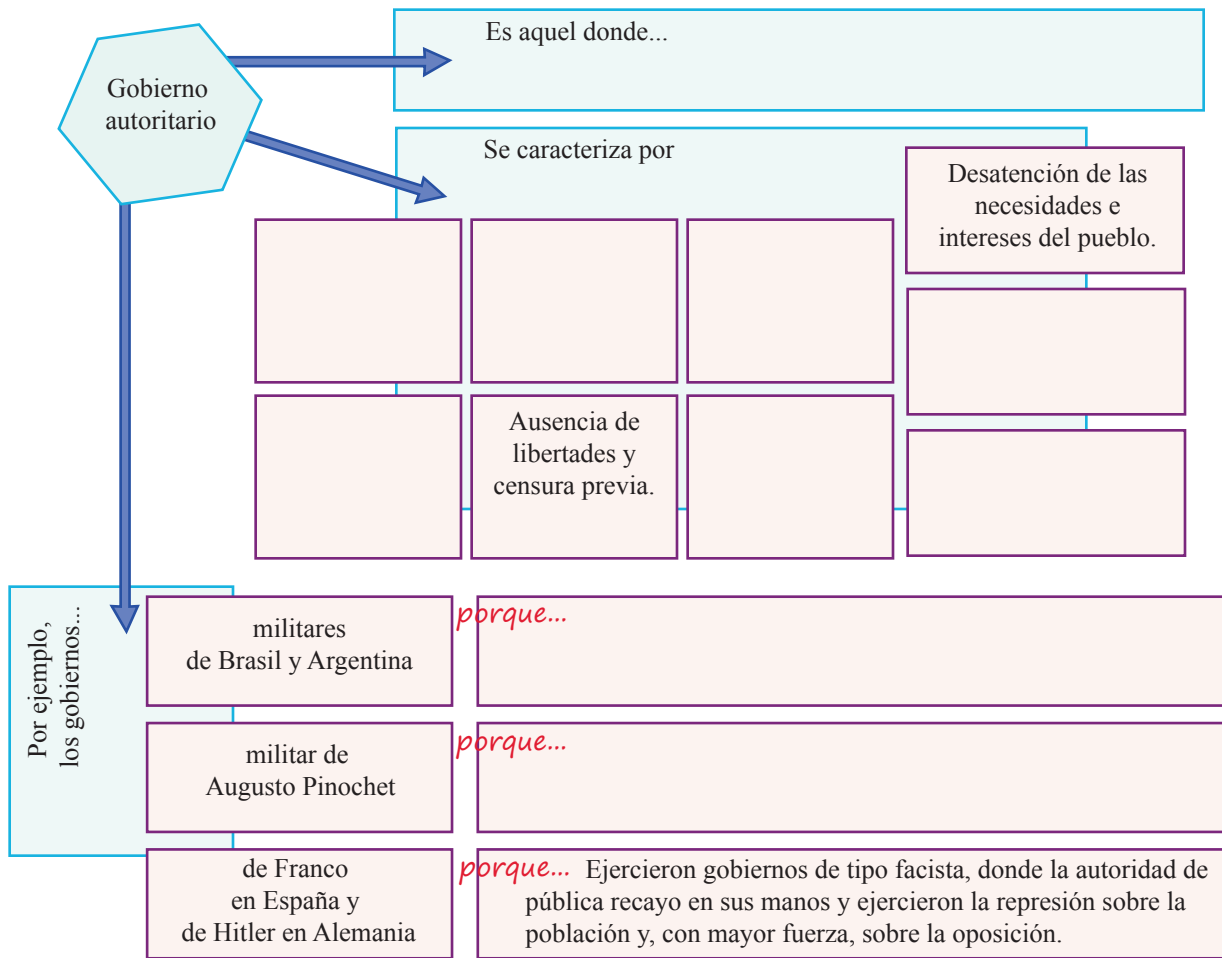 Gobierno
autoritario
Es aquel donde...
Se caracteriza por
Desatención de las
necesidades e
intereses del pueblo.
Ausencia de
libertades y
censura previa.
Por ejemplo,
los gobiernos...
militares
de Brasil y Argentina
porque...
militar de
Augusto Pinochet
porque...
de Franco
en España y
de Hitler en Alemania
porque... Ejercieron gobiernos de tipo facista, donde la autoridad de
pública recayo en sus manos y ejercieron la represión sobre la
población y, con mayor fuerza, sobre la oposición.